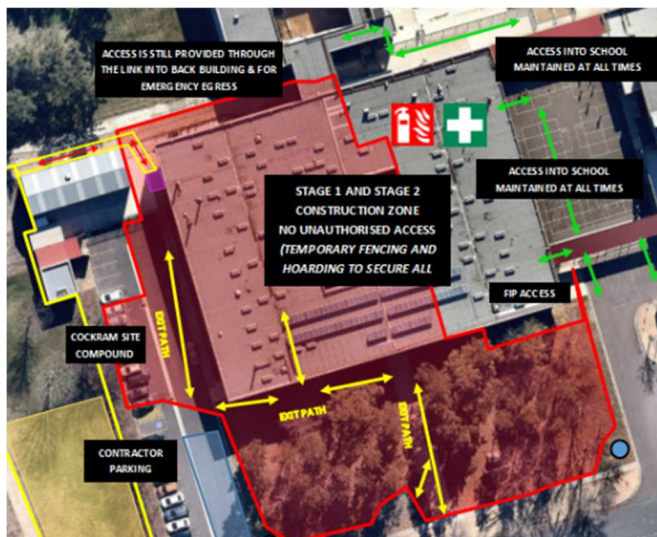 ACCESS IS STILL PROVIDED THROUGH
THE LINK INTO BACK BUILDING & FOR
EMERGENCY EGRESS
ACCESS INTO SCHOOL
MAINTAINED AT ALL TIMES
ACCESS INTO SCHOOL
MAINTAINED AT ALL TIMES
STAGE 1 AND STAGE 2
CONSTRUCTION ZONE
NO UNAUTHORISED ACCESS
(TEMPORARY FENCING AND
HOARDING TO SECURE ALL
FIP ACCESS
EXIT PATH
COCKRAM SITE
COMPOUND
EXIT PATH
EXIT PATH
CONTRACTOR
PARKING